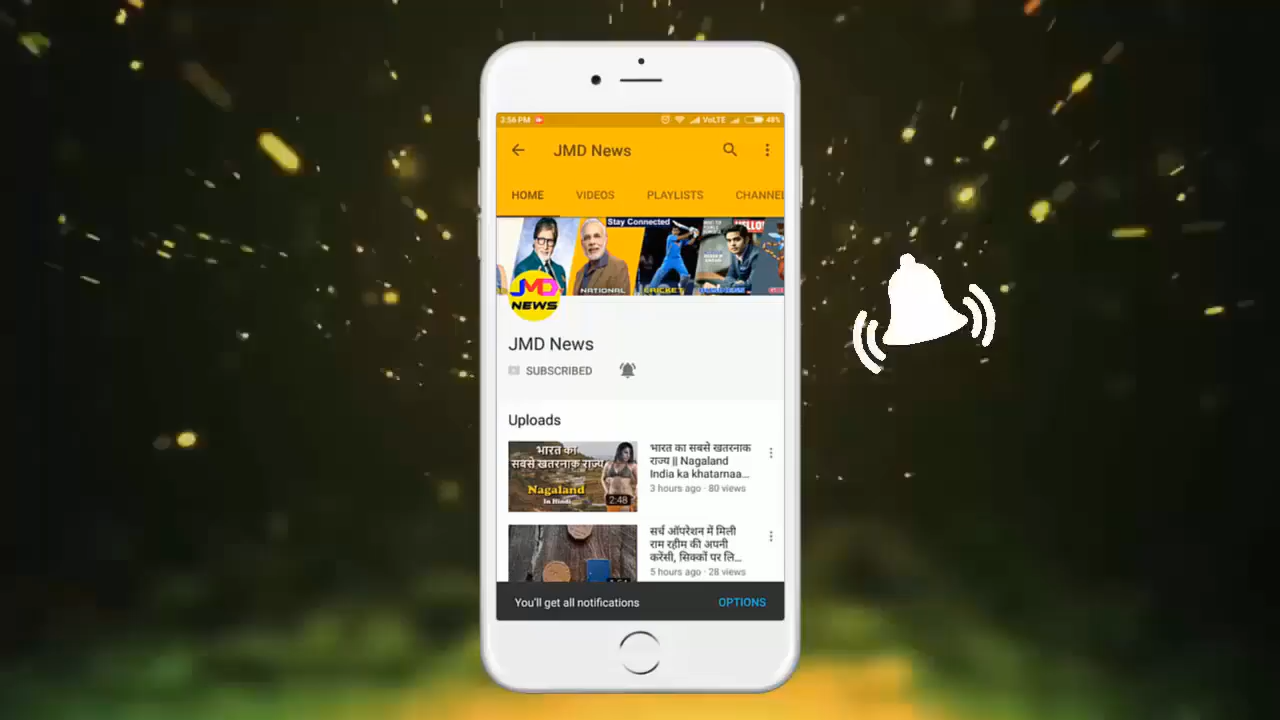 3:56 PM
VoLTE
48%
JMD News
HOME
VIDEOS
PLAYLISTS
CHANNEL
Stay Connected
HELLO
NATIONAL
CRICKET
BUSINESS
JMD
NEWS
JMD News
SUBSCRIBED
Uploads
भारत का
सबसे खतरनाक राज्य
Nagaland
In Hindi
2:48
भारत का सबसे खतरनाक
राज्य || Nagaland
India ka khatarnaa...
3 hours ago · 80 views
सर्च ऑपरेशन में मिली
राम रहीम की अपनी
करेंसी, सिक्कों पर लि...
5 hours ago · 28 views
You'll get all notifications
OPTIONS